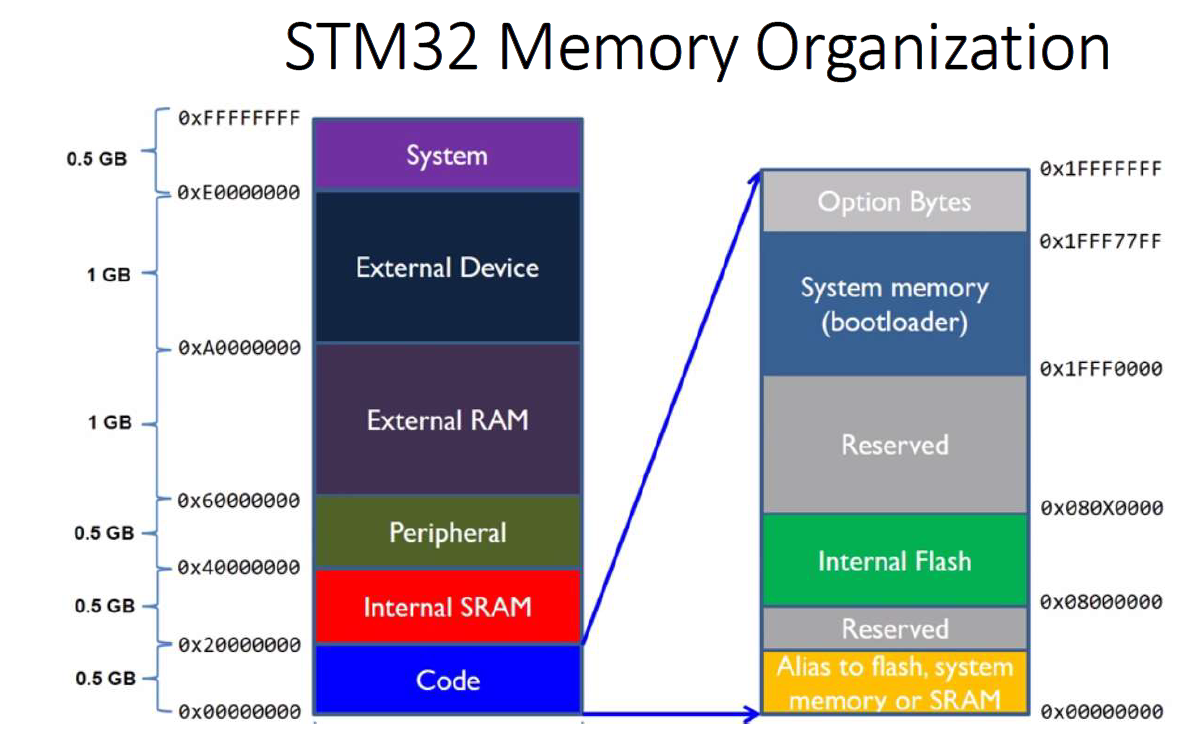 STM32 Memory Organization
0xFFFFFFFF
0.5 GB
System
0xE0000000
1 GB
External Device
0xA0000000
1 GB
External RAM
0x60000000
0.5 GB
Peripheral
0x40000000
0.5 GB
Internal SRAM
0x20000000
0.5 GB
Code
0x00000000
0x1FFFFFFF
Option Bytes
0x1FFF77FF
System memory
(bootloader)
0x1FFF0000
Reserved
0x080X0000
Internal Flash
0x08000000
Reserved
Alias to flash, system
memory or SRAM
0x00000000